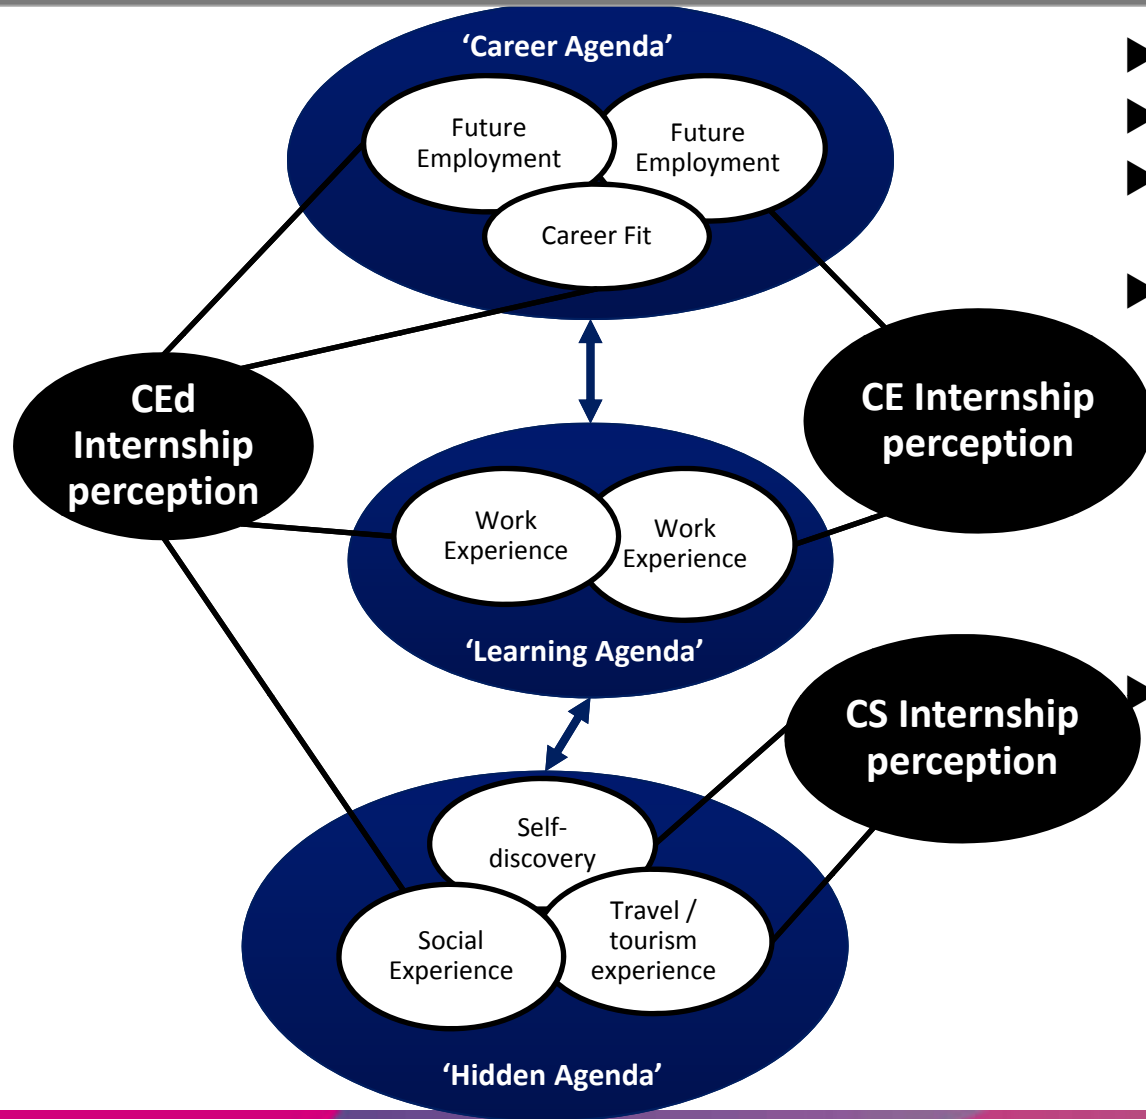 ‘Career Agenda’
Future
Employment
Future
Employment
Career Fit
CEd
Internship
perception
CE Internship
perception
Work
Experience
Work
Experience
‘Learning Agenda’
CS Internship
perception
Self-
discovery
Social
Experience
Travel /
tourism
experience
‘Hidden Agenda’